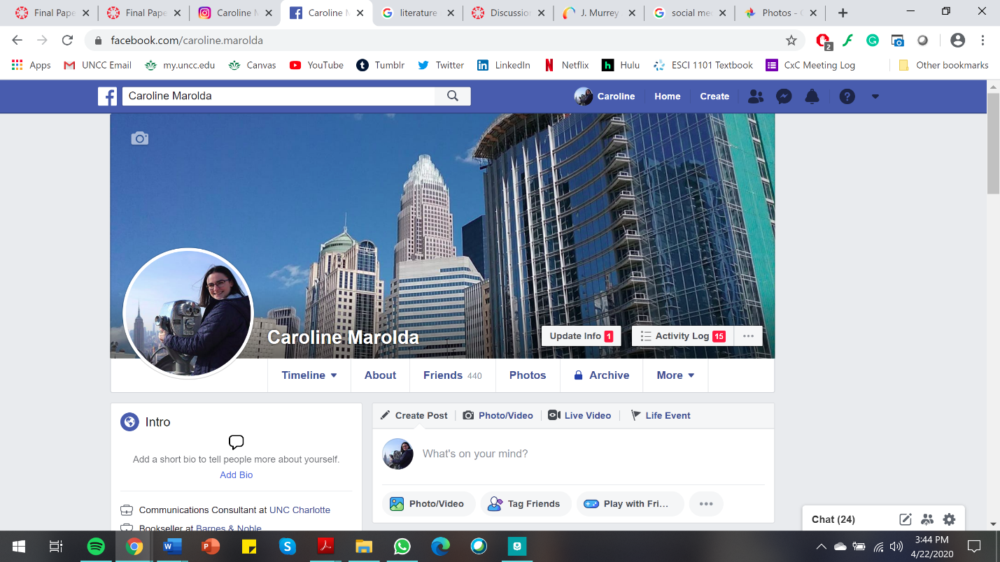 Final Pape Final Pape Caroline M Caroline M literature Discussion J. Murrey social me Photos -
facebook.com/caroline.marolda
2
Apps UNCC Email my.uncc.edu Canvas YouTube Tumblr Twitter LinkedIn Netflix Hulu ESCI 1101 Textbook CxC Meeting Log Other bookmarks
Caroline Marolda
Caroline Home Create
Caroline Marolda
Update Info 1 Activity Log 15
Timeline About Friends 440 Photos Archive More
Create Post Photo/Video Live Video Life Event
Intro
What's on your mind?
Add a short bio to tell people more about yourself.
Add Bio
Photo/Video Tag Friends Play with Fri...
Communications Consultant at UNC Charlotte
Chat (24)
Bookseller at Barnes & Noble
3:44 PM
4/22/2020